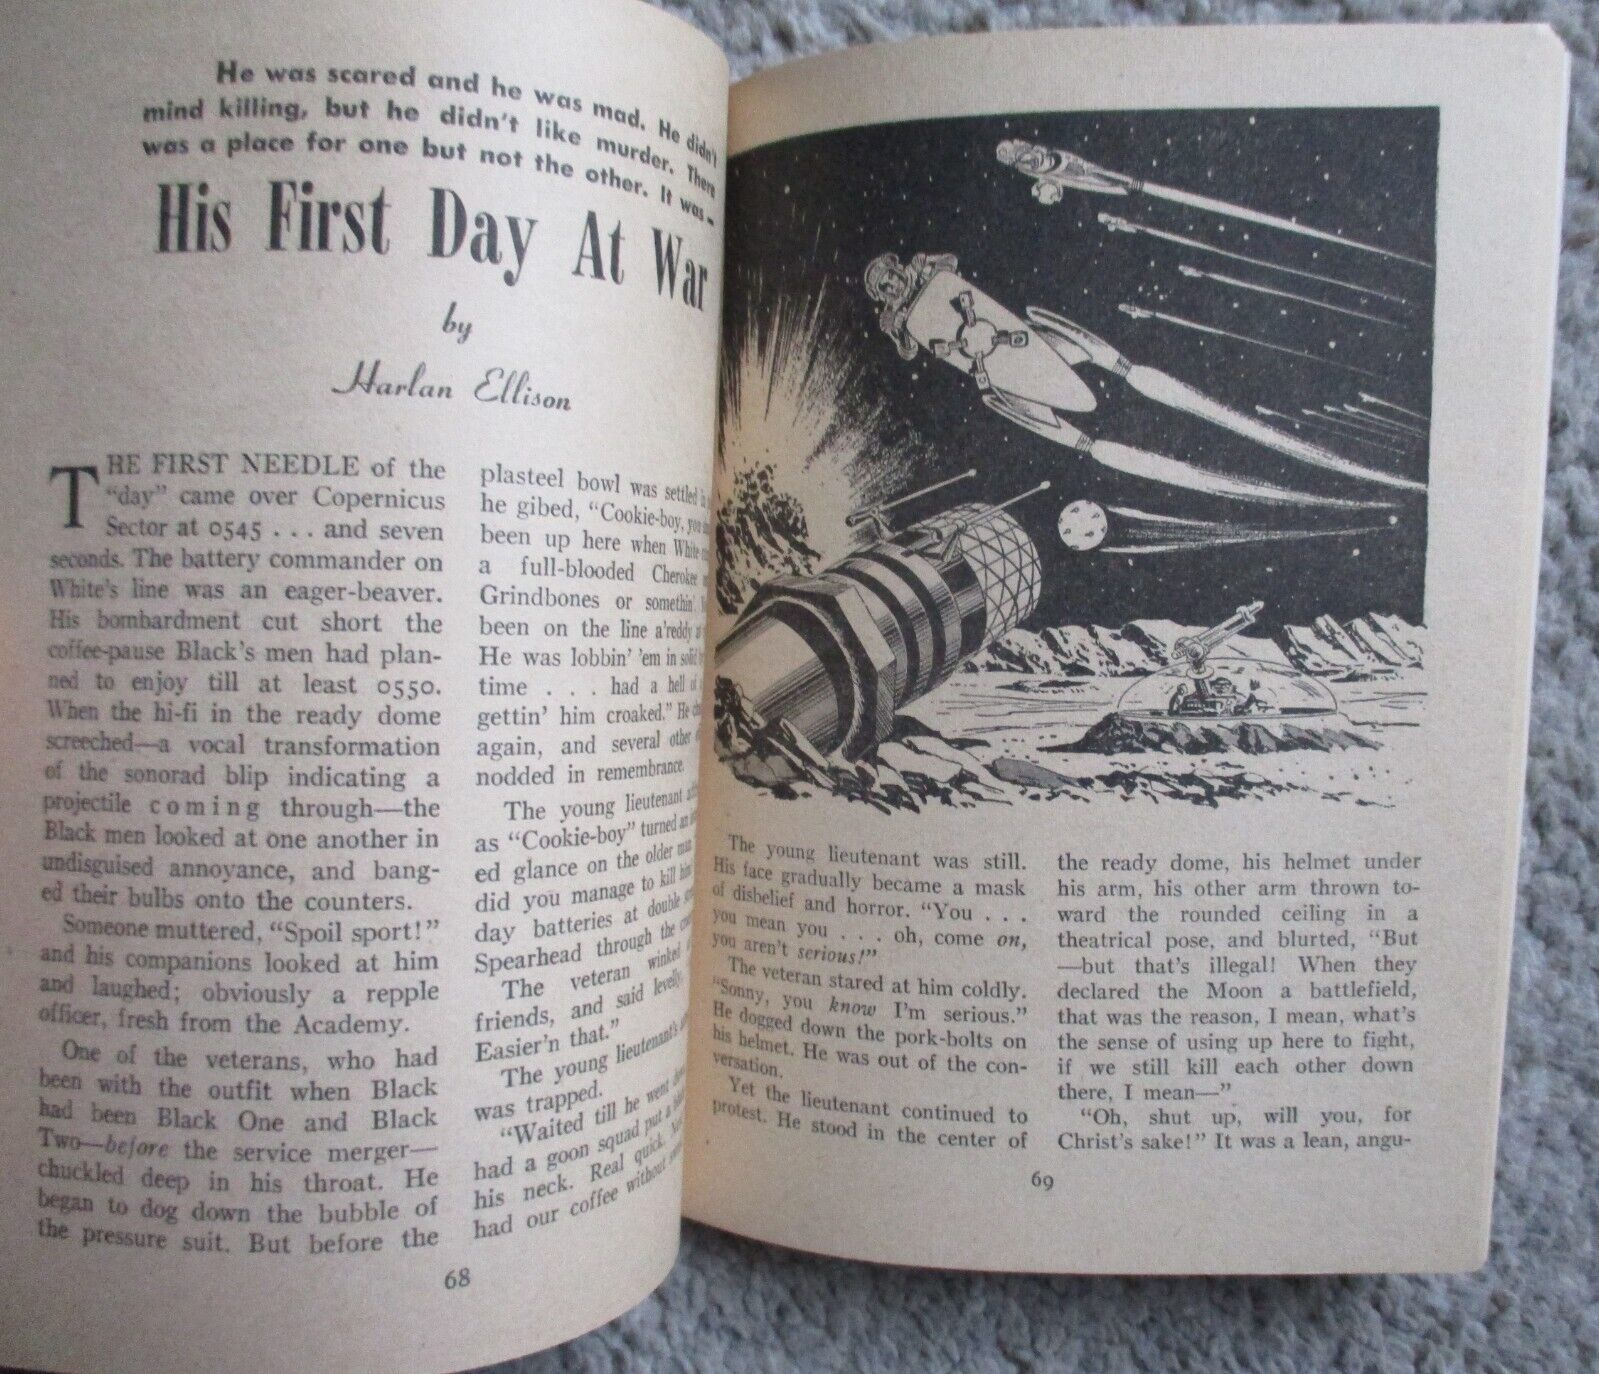 He was scared and he was mad. He didn't
mind killing, but he didn't like murder. There
was a place for one but not the other. It was—
His First Day At War
by
Harlan Ellison
THE FIRST NEEDLE of the
"day" came over Copernicus
Sector at 0545 . . . and seven
seconds. The battery commander on
White's line was an eager-beaver.
His bombardment cut short the
coffee-pause Black's men had plan-
ned to enjoy till at least 0550.
When the hi-fi in the ready dome
screeched—a vocal transformation
of the sonorad blip indicating a
projectile coming through—the
Black men looked at one another in
undisguised annoyance, and bang-
ed their bulbs onto the counters.
Someone muttered, "Spoil sport!"
and his companions looked at him
and laughed; obviously a repple
officer, fresh from the Academy.
One of the veterans, who had
been with the outfit when Black
had been Black One and Black
Two—before the service merger—
chuckled deep in his throat. He
began to dog down the bubble of
the pressure suit. But before the
plasteel bowl was settled
he gibed, "Cookie-boy, you
been up here when White
a full-blooded Cherokee
Grindbones or somethin'.
been on the line a'reddy
He was lobbin' 'em in solid
time . . . had a hell of
gettin' him croaked." He
again, and several other
nodded in remembrance.
The young lieutenant
as "Cookie-boy" turned an
ed glance on the older man
did you manage to kill him
day batteries at double
Spearhead through the
The veteran winked
friends, and said levelly,
Easier'n that."
The young lieutenant's
was trapped.
"Waited till he went down
had a goon squad put a
his neck. Real quick.
had our coffee without
68
The young lieutenant was still.
His face gradually became a mask
of disbelief and horror. "You . . .
you mean you . . . oh, come on,
you aren't serious!"
The veteran stared at him coldly.
"Sonny, you know I'm serious."
He dogged down the pork-bolts on
his helmet. He was out of the con-
versation.
Yet the lieutenant continued to
protest. He stood in the center of
the ready dome, his helmet under
his arm, his other arm thrown to-
ward the rounded ceiling in a
theatrical pose, and blurted, "But
—but that's illegal! When they
declared the Moon a battlefield,
that was the reason, I mean, what's
the sense of using up here to fight,
if we still kill each other down
there, I mean—"
"Oh, shut up, will you, for
Christ's sake!" It was a lean, angu-
69